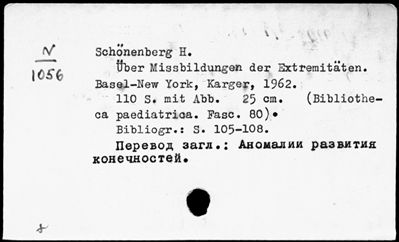 N
1056
Schönenberg H.
Über Missbildungen der Extremitäten.
Basel-New York, Karger, 1962.
110 S. mit Abb. 25 cm. (Bibliothe-
ca paediatrica. Fasc. 80).
Bibliogr.: S. 105-108.
Перевод загл.: Аномалии развития
конечностей.